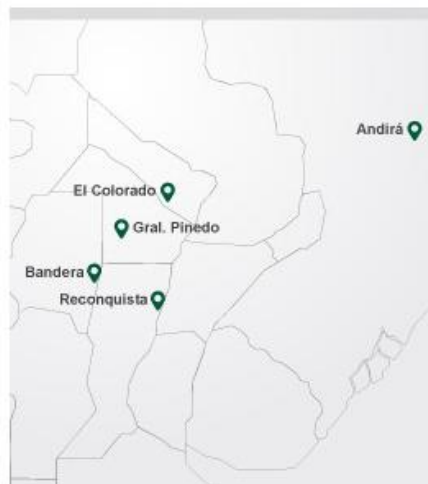 Andirá
El Colorado
Gral. Pinedo
Bandera
Reconquista